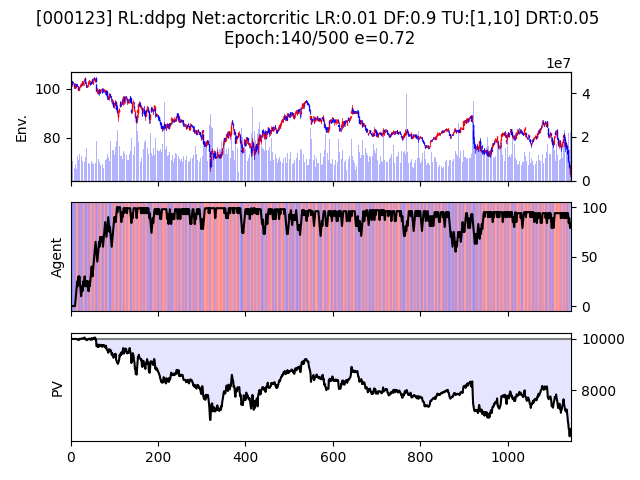 [000123] RL:ddpg Net:actorcritic LR:0.01 DF:0.9 TU:[1,10] DRT:0.05
Epoch:140/500 e=0.72
1e7
Env.
100
80
4
2
0
Agent
100
50
0
PV
10000
8000
0
200
400
600
800
1000